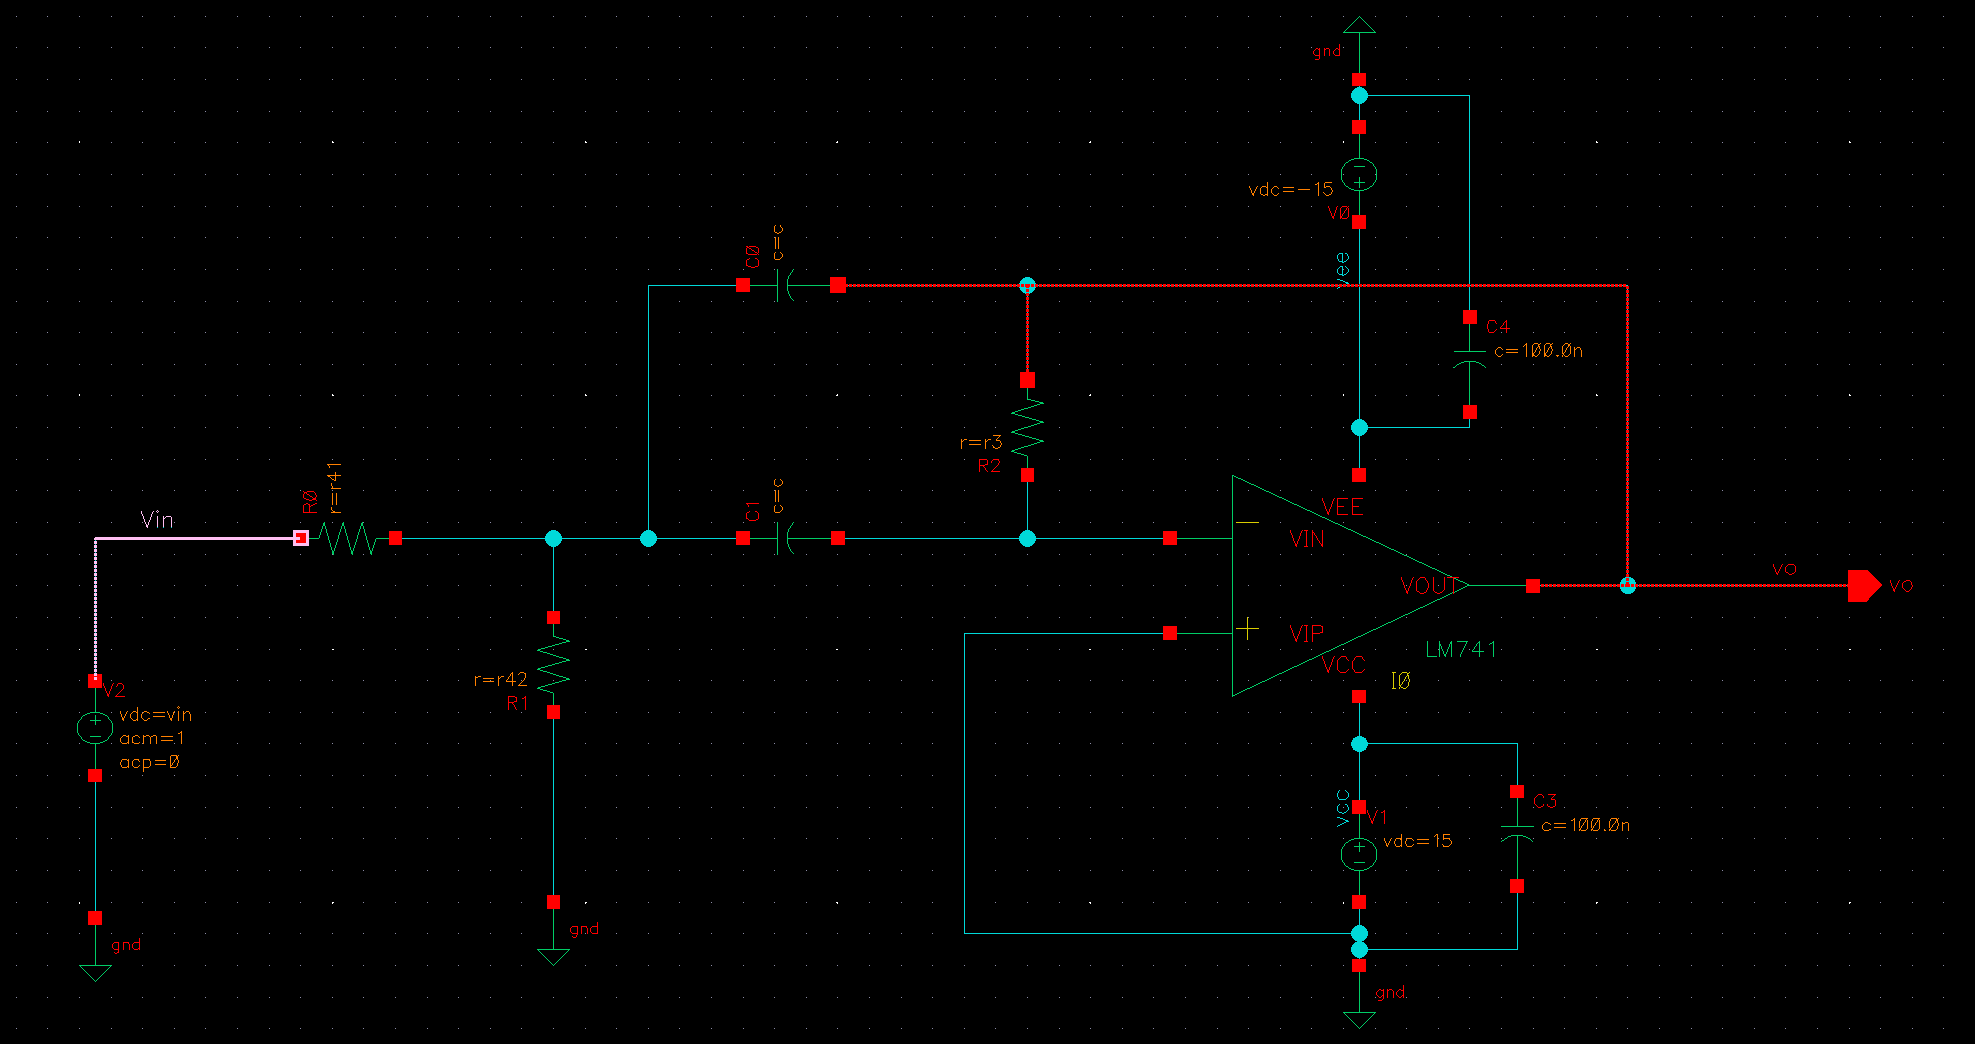 gnd
vdc=-15
V0
vee
C0
c=c
C4
c=100.0n
r=r3
R2
R0
r=r41
Vin
C1
c=c
VEE
VIN
VOUT
vo
vo
VIP
VCC
LM741
I0
r=r42
R1
V2
vdc=vin
acm=1
acp=0
vcc
V1
vdc=15
C3
c=100.0n
gnd
gnd
gnd